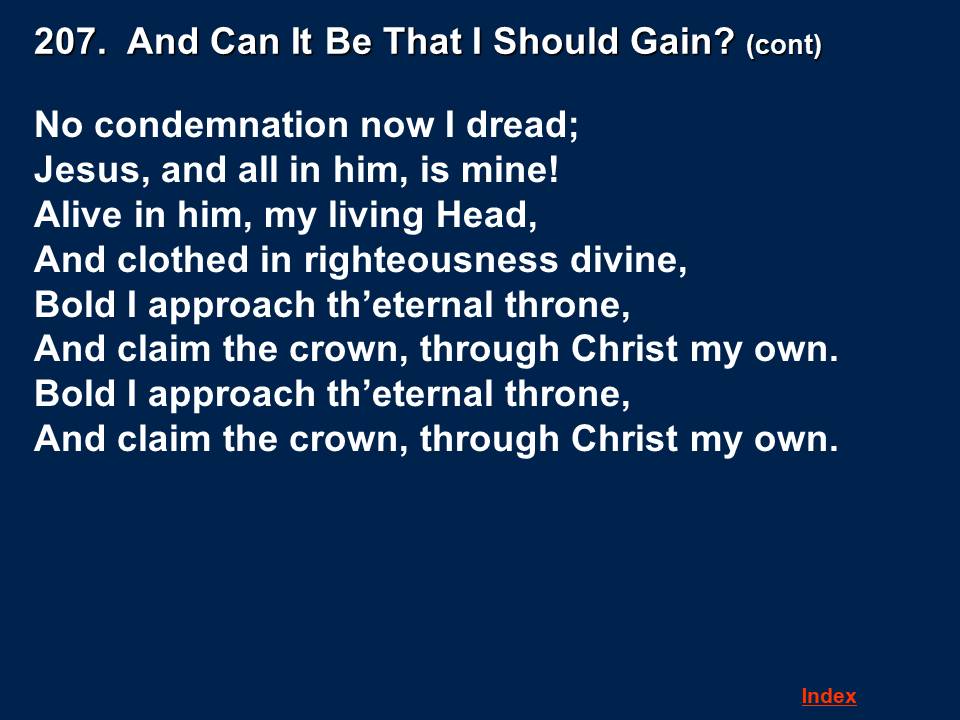 207.  And Can It Be That I Should Gain? (cont)
No condemnation now I dread;
Jesus, and all in him, is mine!
Alive in him, my living Head,
And clothed in righteousness divine,
Bold I approach th’eternal throne,
And claim the crown, through Christ my own.
Bold I approach th’eternal throne,
And claim the crown, through Christ my own.
Index